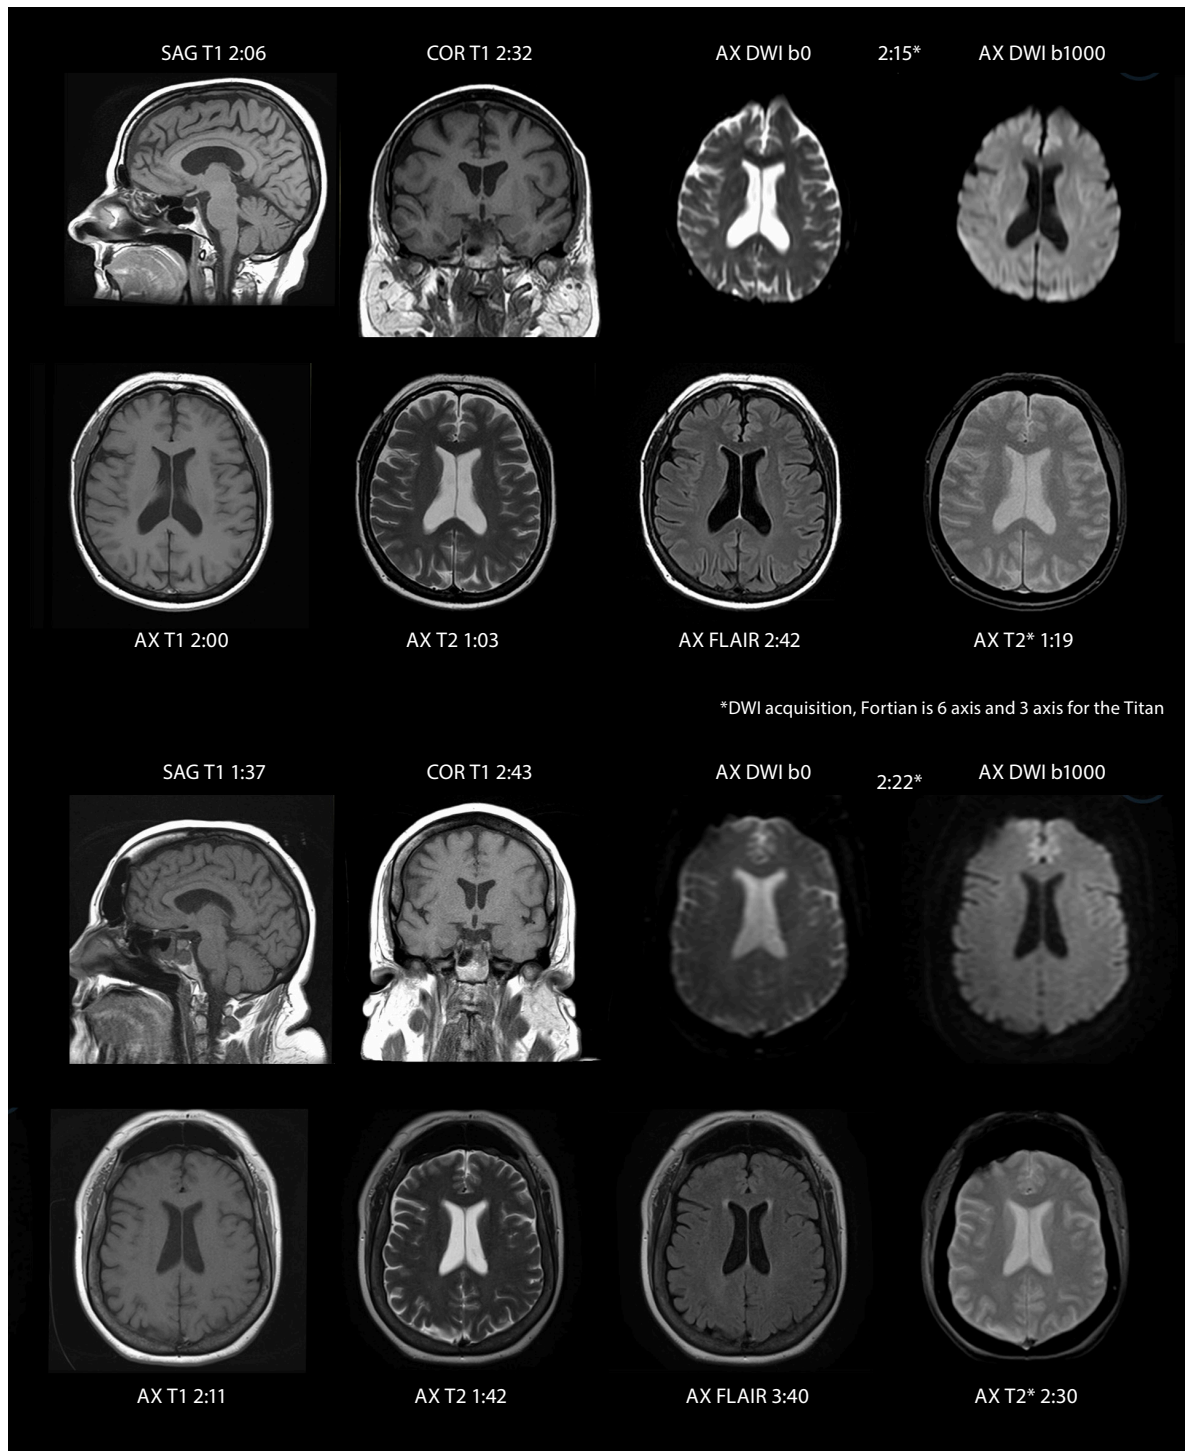 SAG T1 2:06
COR T1 2:32
AX DWI b0
2:15*
AX DWI b1000
AX T1 2:00
AX T2 1:03
AX FLAIR 2:42
AX T2* 1:19
*DWI acquisition, Fortian is 6 axis and 3 axis for the Titan
SAG T1 1:37
COR T1 2:43
AX DWI b0
2:22*
AX DWI b1000
AX T1 2:11
AX T2 1:42
AX FLAIR 3:40
AX T2* 2:30